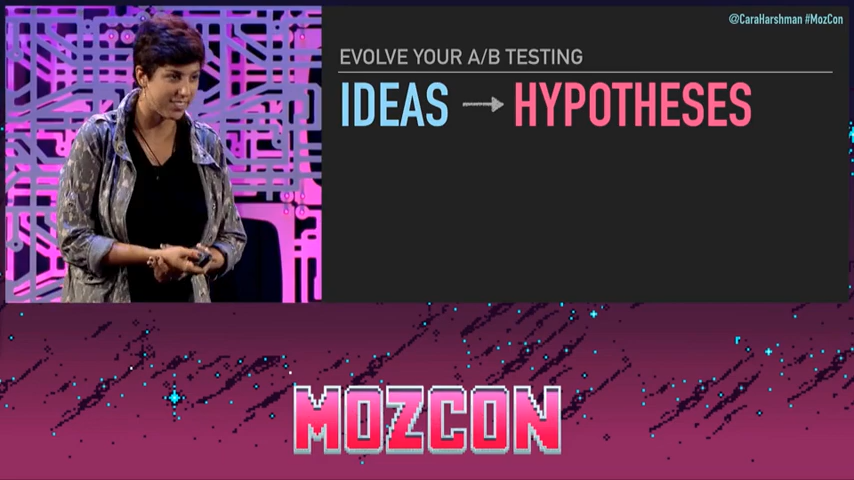 @CaraHarshman #MozCon
EVOLVE YOUR A/B TESTING
IDEAS → HYPOTHESES
MOZCON